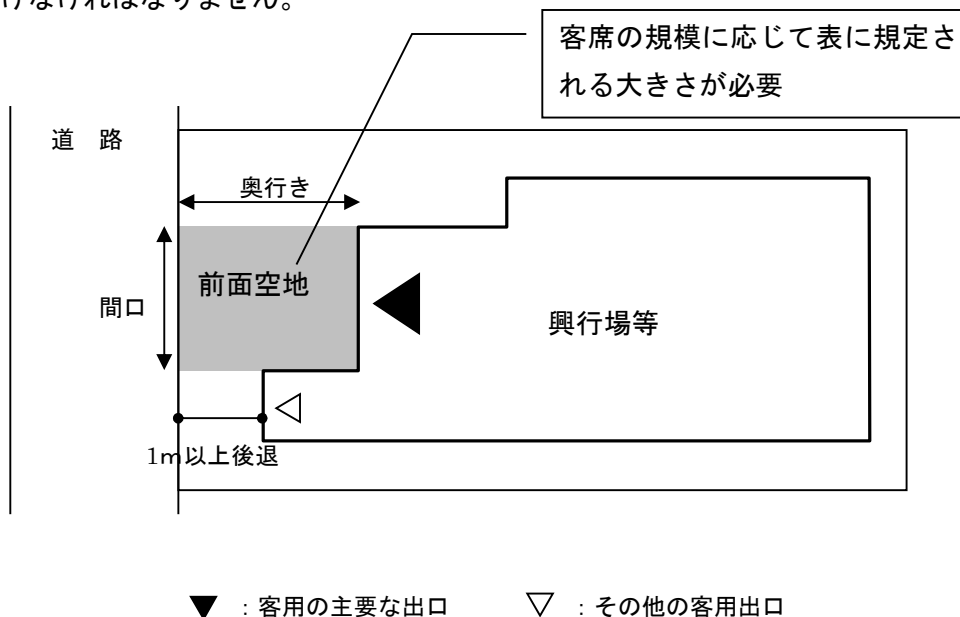 けなければなりません。
客席の規模に応じて表に規定さ
れる大きさが必要
道 路
奥行き
前面空地
間口
興行場等
1m以上後退
▼ ：客用の主要な出口 ▽ ：その他の客用出口